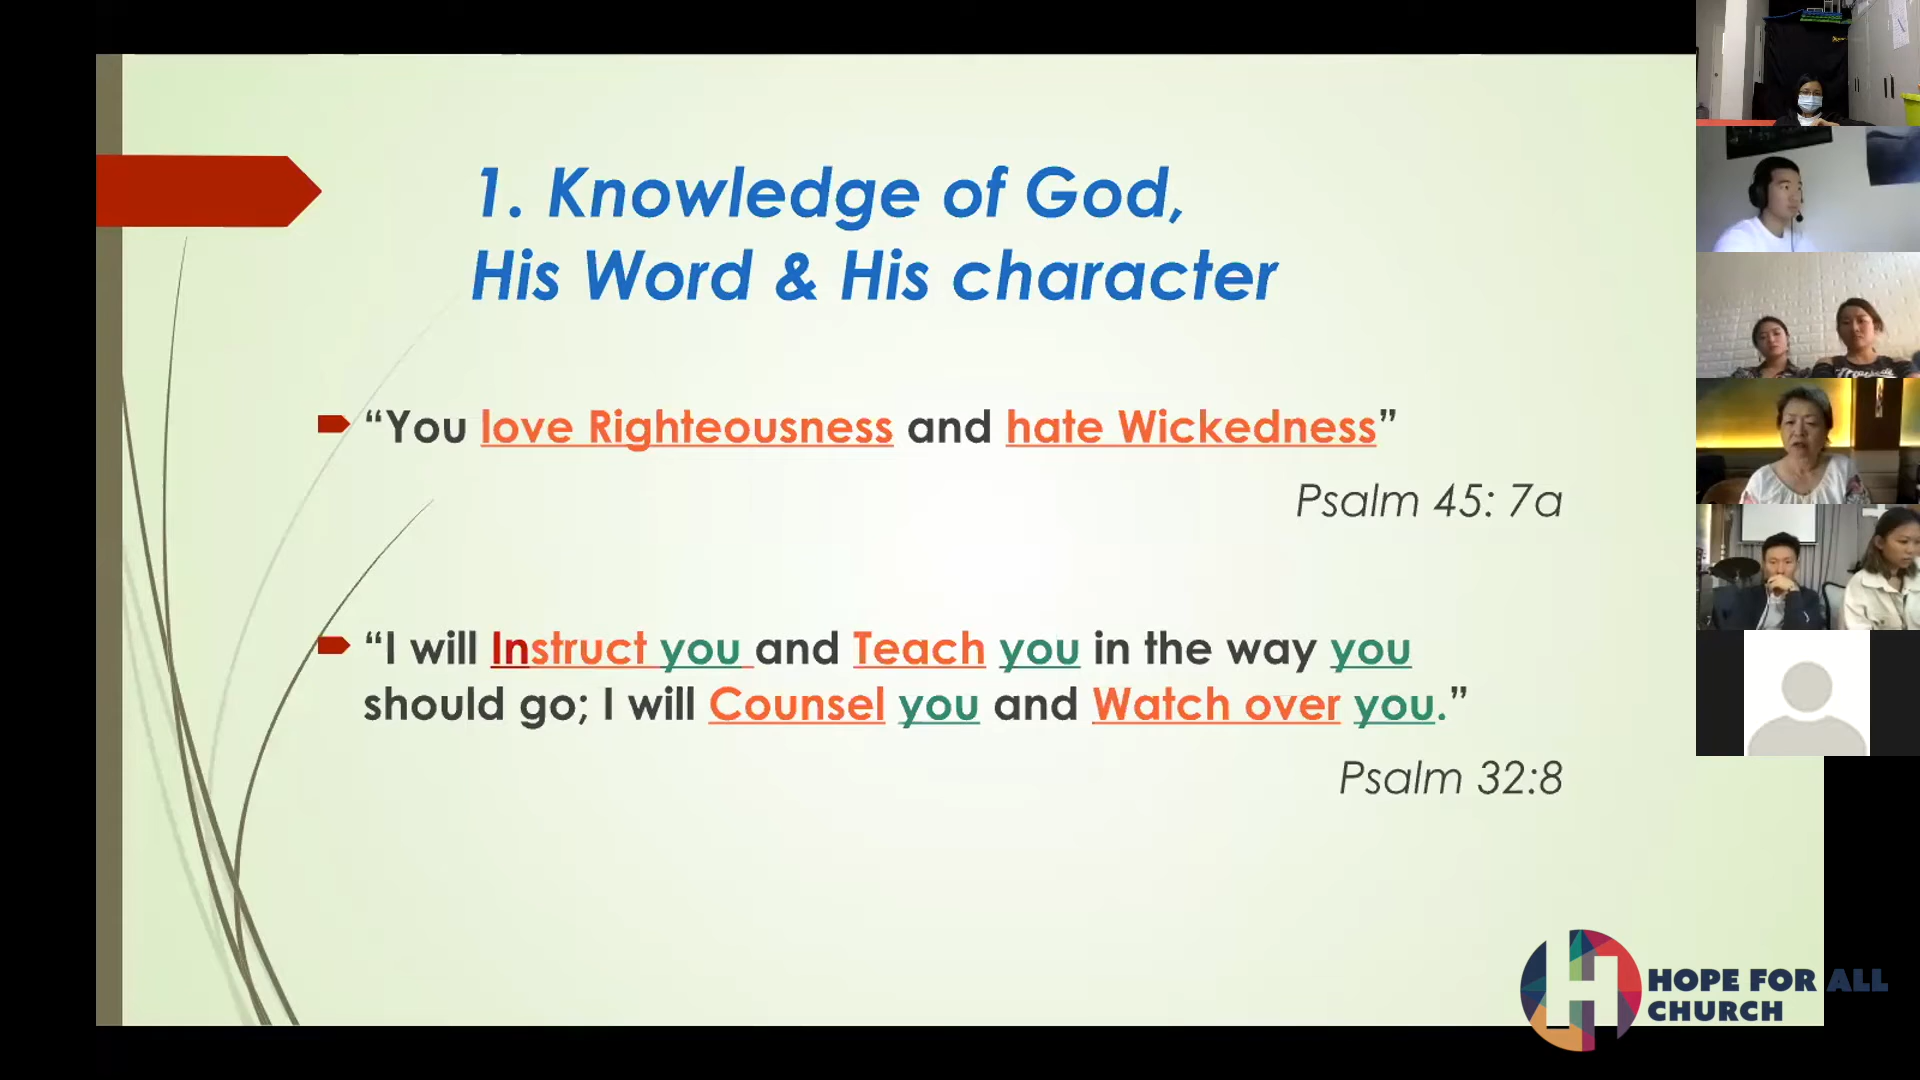 1. Knowledge of God,
His Word & His character
“You love Righteousness and hate Wickedness”
Psalm 45: 7a
“I will Instruct you and Teach you in the way you
should go; I will Counsel you and Watch over you.”
Psalm 32:8
HOPE FOR ALL
CHURCH